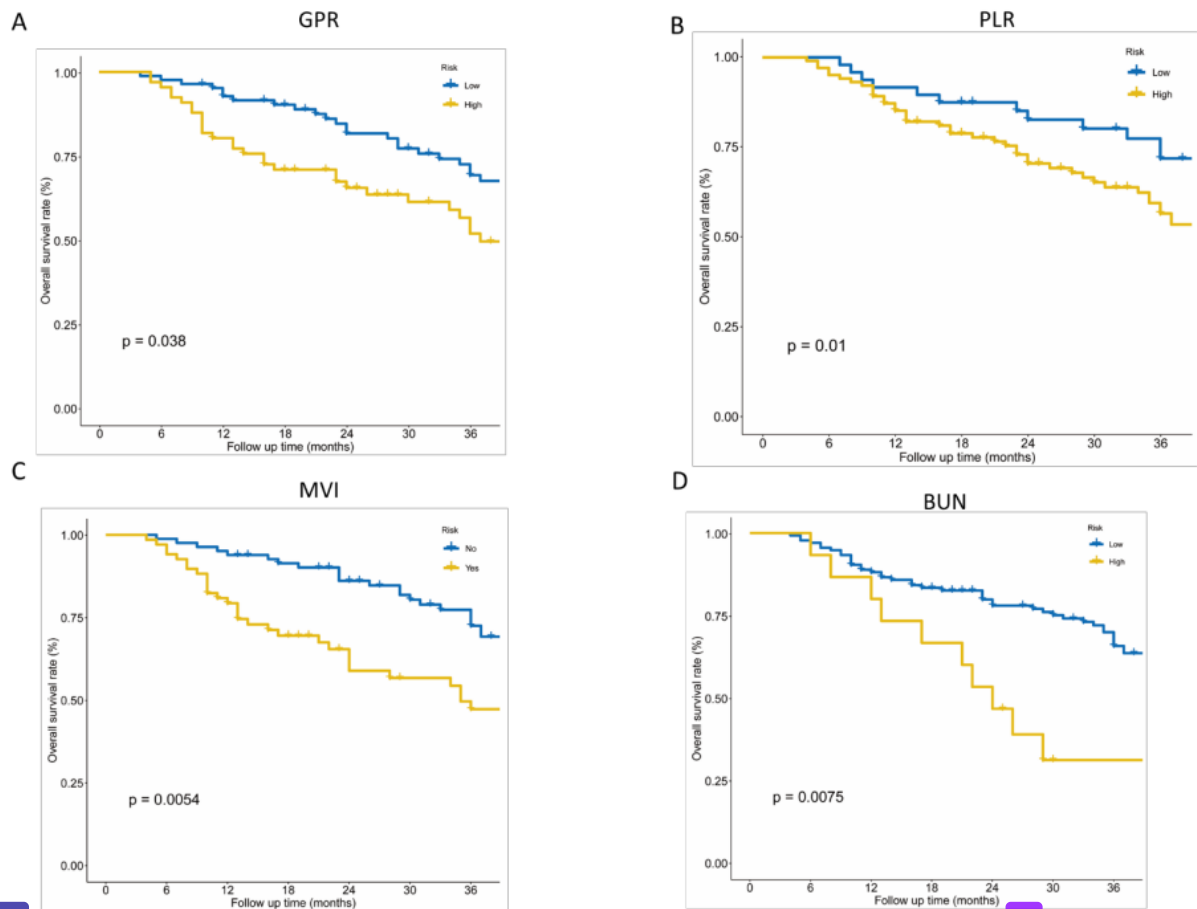 A
GPR
Risk
Low
High
Overall survival rate (%)
1.00
0.75
0.50
0.25
0.00
p = 0.038
0 6 12 18 24 30 36
Follow up time (months)
B
PLR
Risk
Low
High
Overall survival rate (%)
1.00
0.75
0.50
0.25
0.00
p = 0.01
0 6 12 18 24 30 36
Follow up time (months)
C
MVI
Risk
No
Yes
Overall survival rate (%)
1.00
0.75
0.50
0.25
0.00
p = 0.0054
0 6 12 18 24 30 36
Follow up time (months)
D
BUN
Risk
Low
High
Overall survival rate (%)
1.00
0.75
0.50
0.25
0.00
p = 0.0075
0 6 12 18 24 30 36
Follow up time (months)